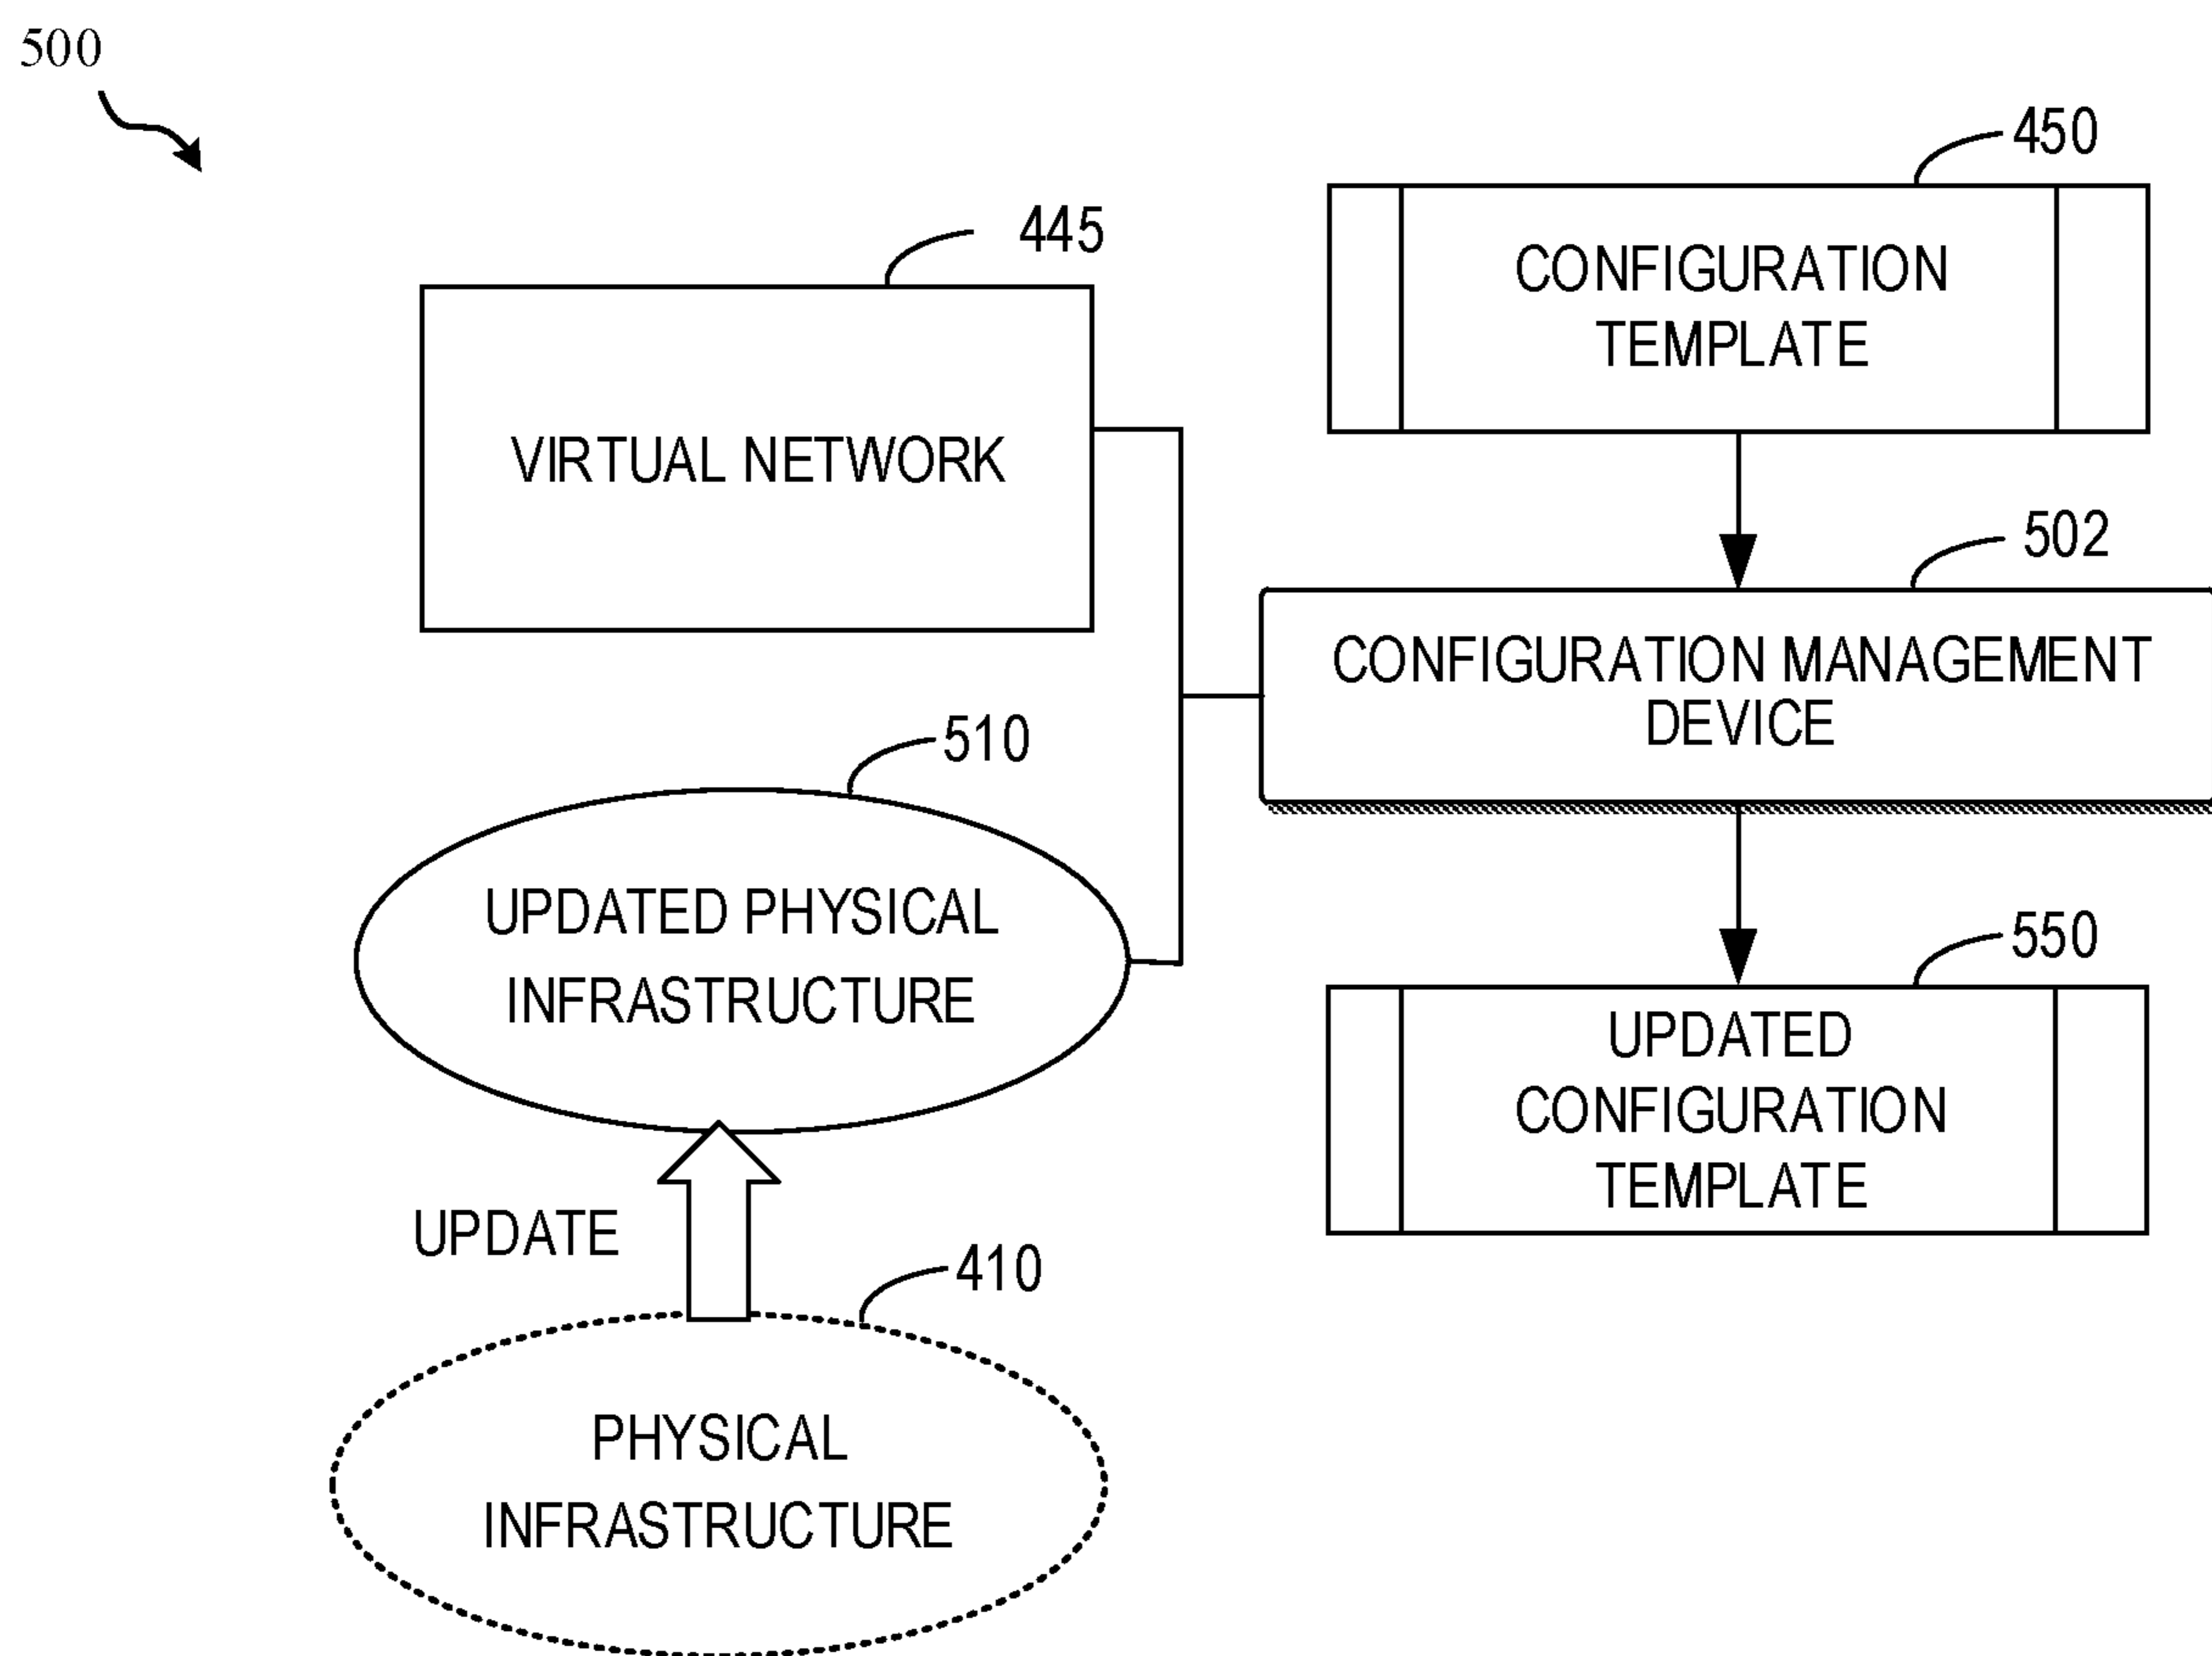 500
450
CONFIGURATION
TEMPLATE
445
VIRTUAL NETWORK
502
CONFIGURATION MANAGEMENT
DEVICE
510
UPDATED PHYSICAL
INFRASTRUCTURE
550
UPDATED
CONFIGURATION
TEMPLATE
UPDATE
410
PHYSICAL
INFRASTRUCTURE